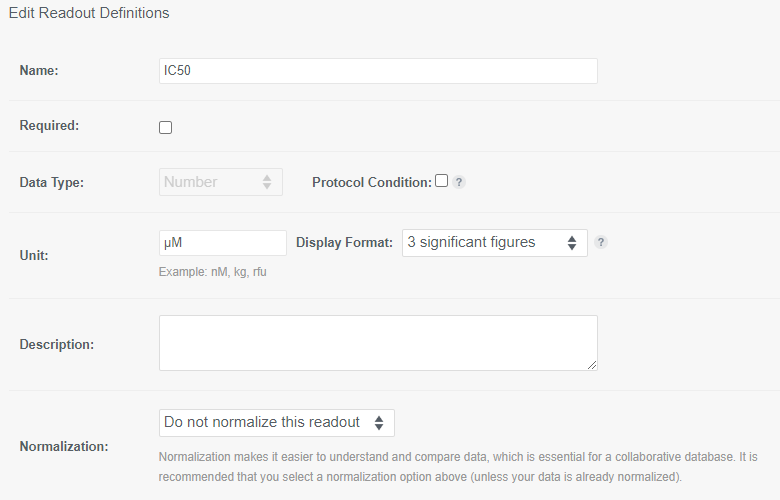 Edit Readout Definitions
Name: IC50
Required:
Data Type: Number Protocol Condition: ?
Unit: µM Display Format: 3 significant figures ?
Example: nM, kg, rfu
Description:
Normalization: Do not normalize this readout
Normalization makes it easier to understand and compare data, which is essential for a collaborative database. It is
recommended that you select a normalization option above (unless your data is already normalized).